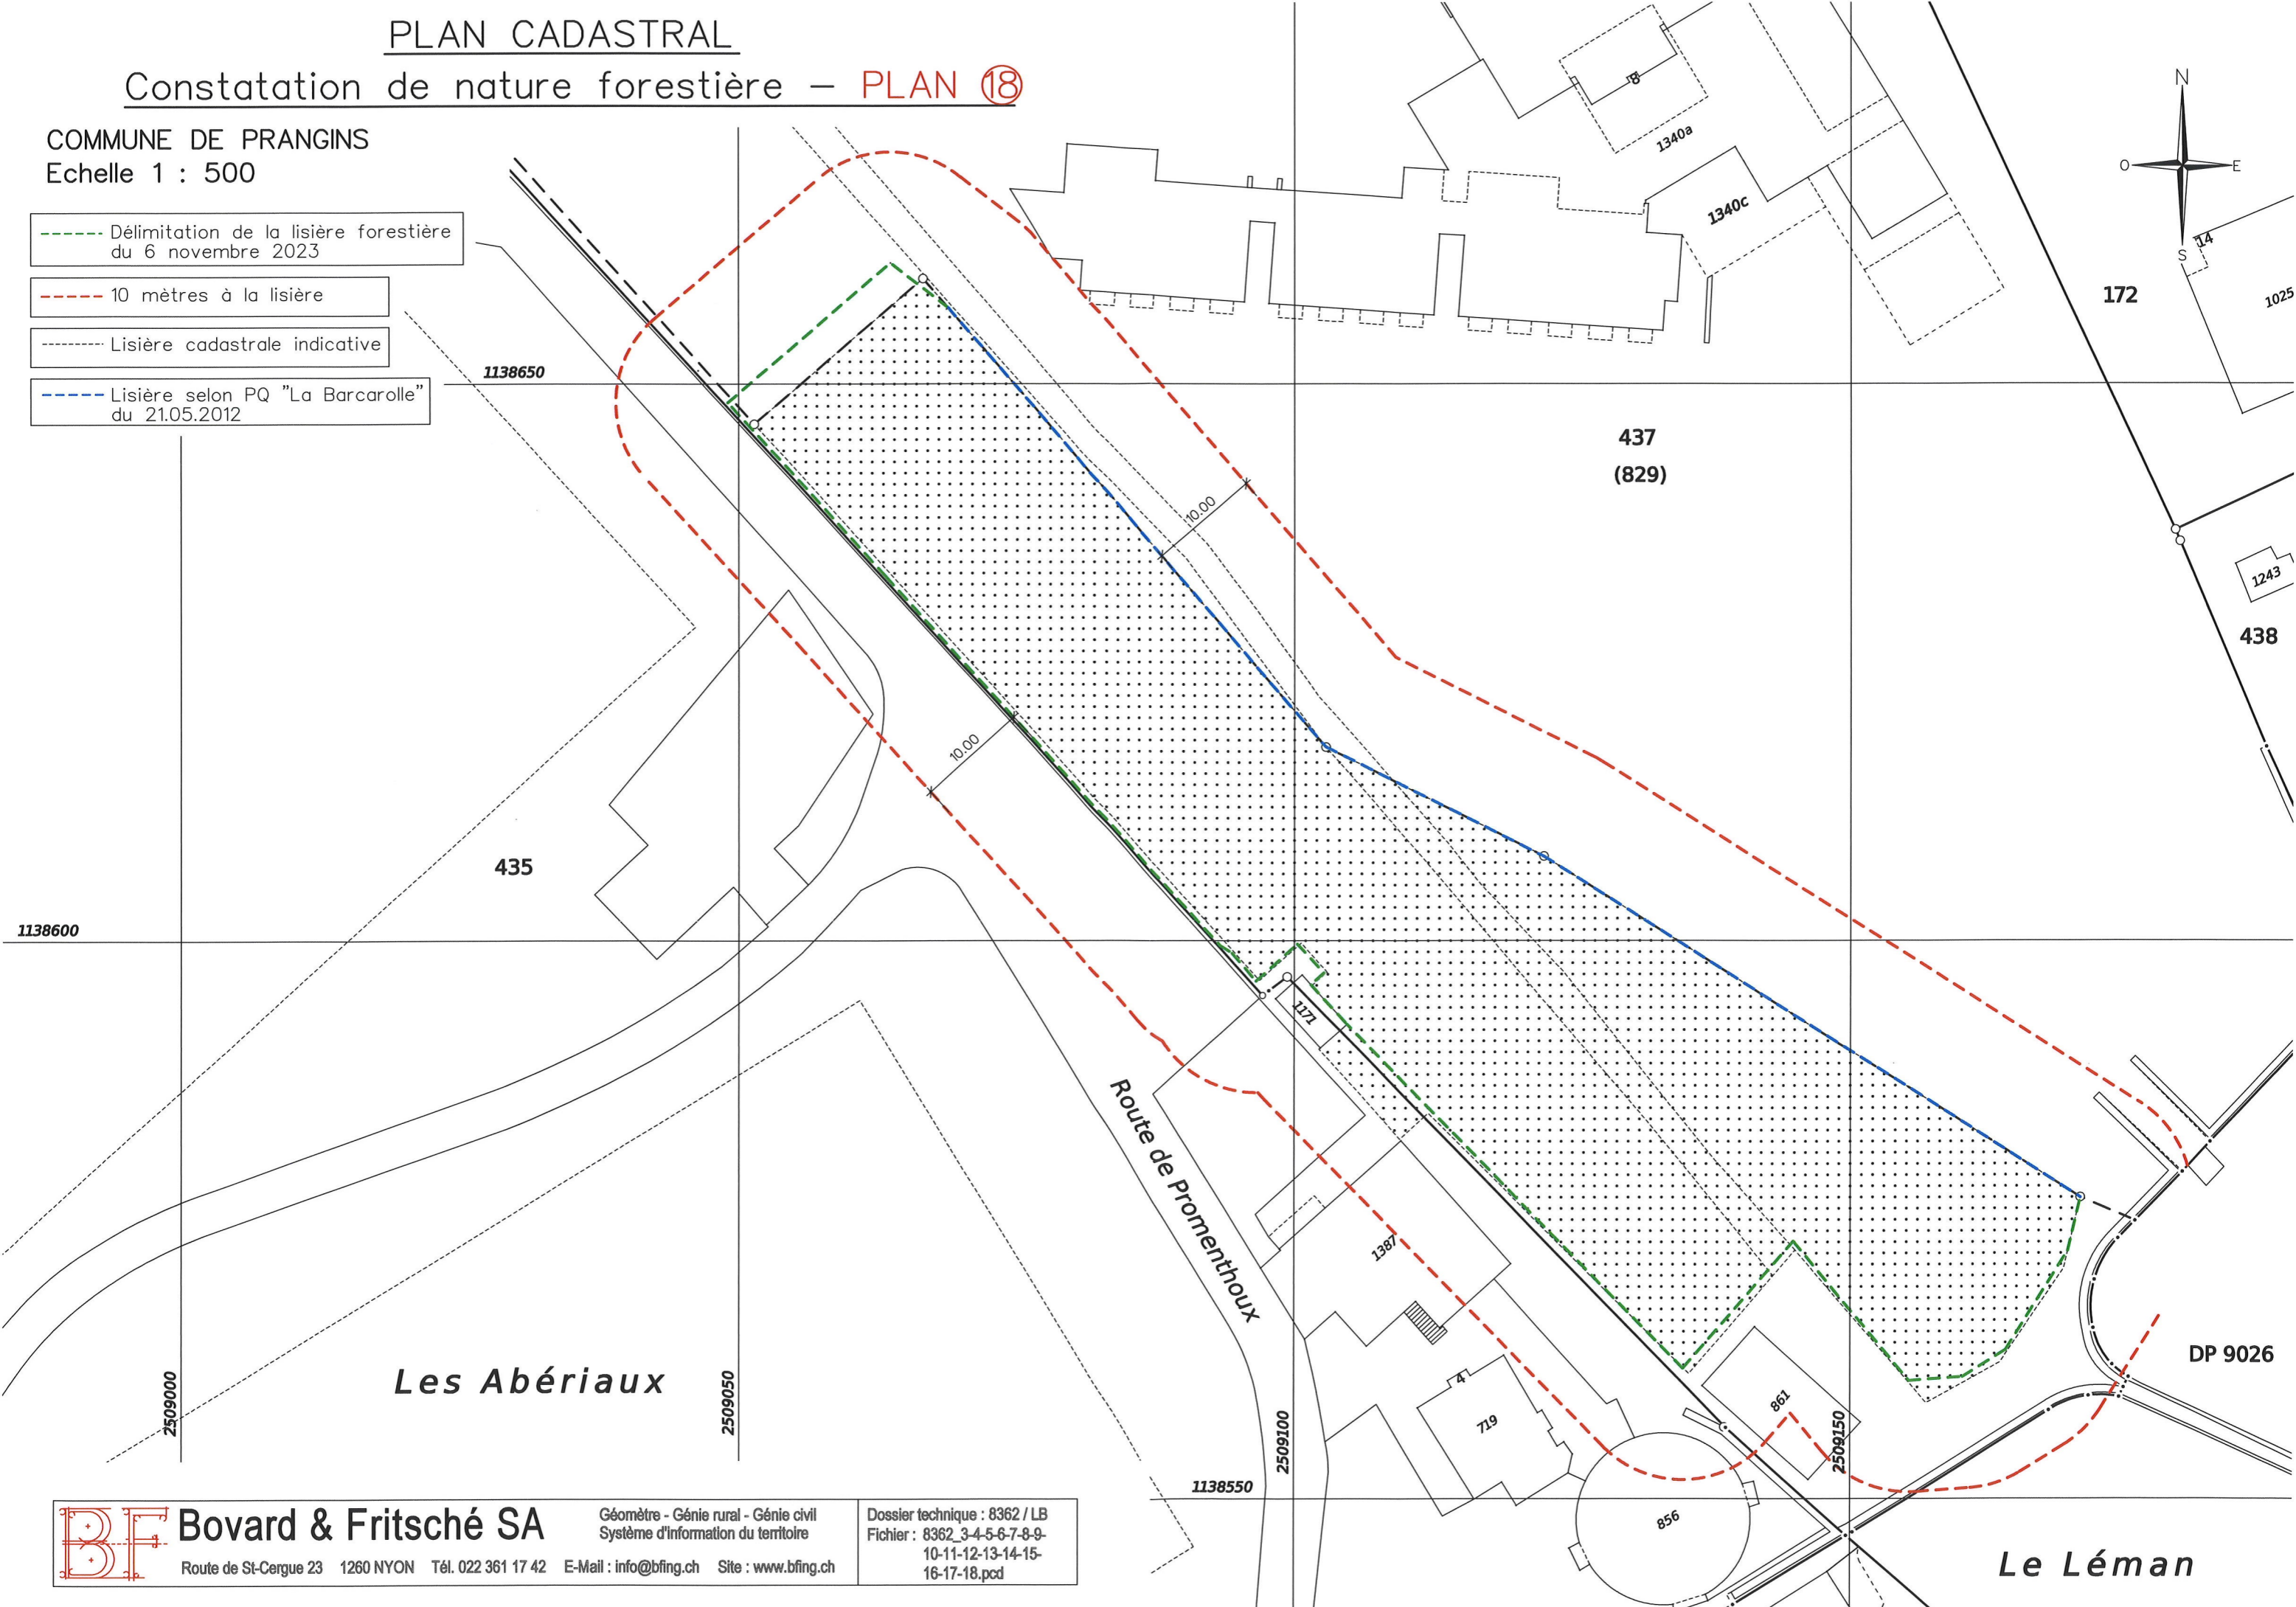 PLAN CADASTRAL
Constatation de nature forestière – PLAN 18
COMMUNE DE PRANGINS
Echelle 1 : 500
Délimitation de la lisière forestière
du 6 novembre 2023
10 mètres à la lisière
Lisière cadastrale indicative
Lisière selon PQ "La Barcarolle"
du 21.05.2012
N
O
E
S
8
1340a
1340c
14
1025
172
1138650
437
(829)
10.00
1243
438
10.00
435
1138600
1171
Route de Promenthoux
1387
DP 9026
Les Abériaux
2509000
2509050
2509100
2509150
4
719
861
856
1138550
Le Léman
BF
Bovard & Fritsché SA
Géomètre - Génie rural - Génie civil
Système d'information du territoire
Route de St-Cergue 23 1260 NYON Tél. 022 361 17 42 E-Mail : info@bfing.ch Site : www.bfing.ch
Dossier technique : 8362 / LB
Fichier : 8362_3-4-5-6-7-8-9-
10-11-12-13-14-15-
16-17-18.pcd